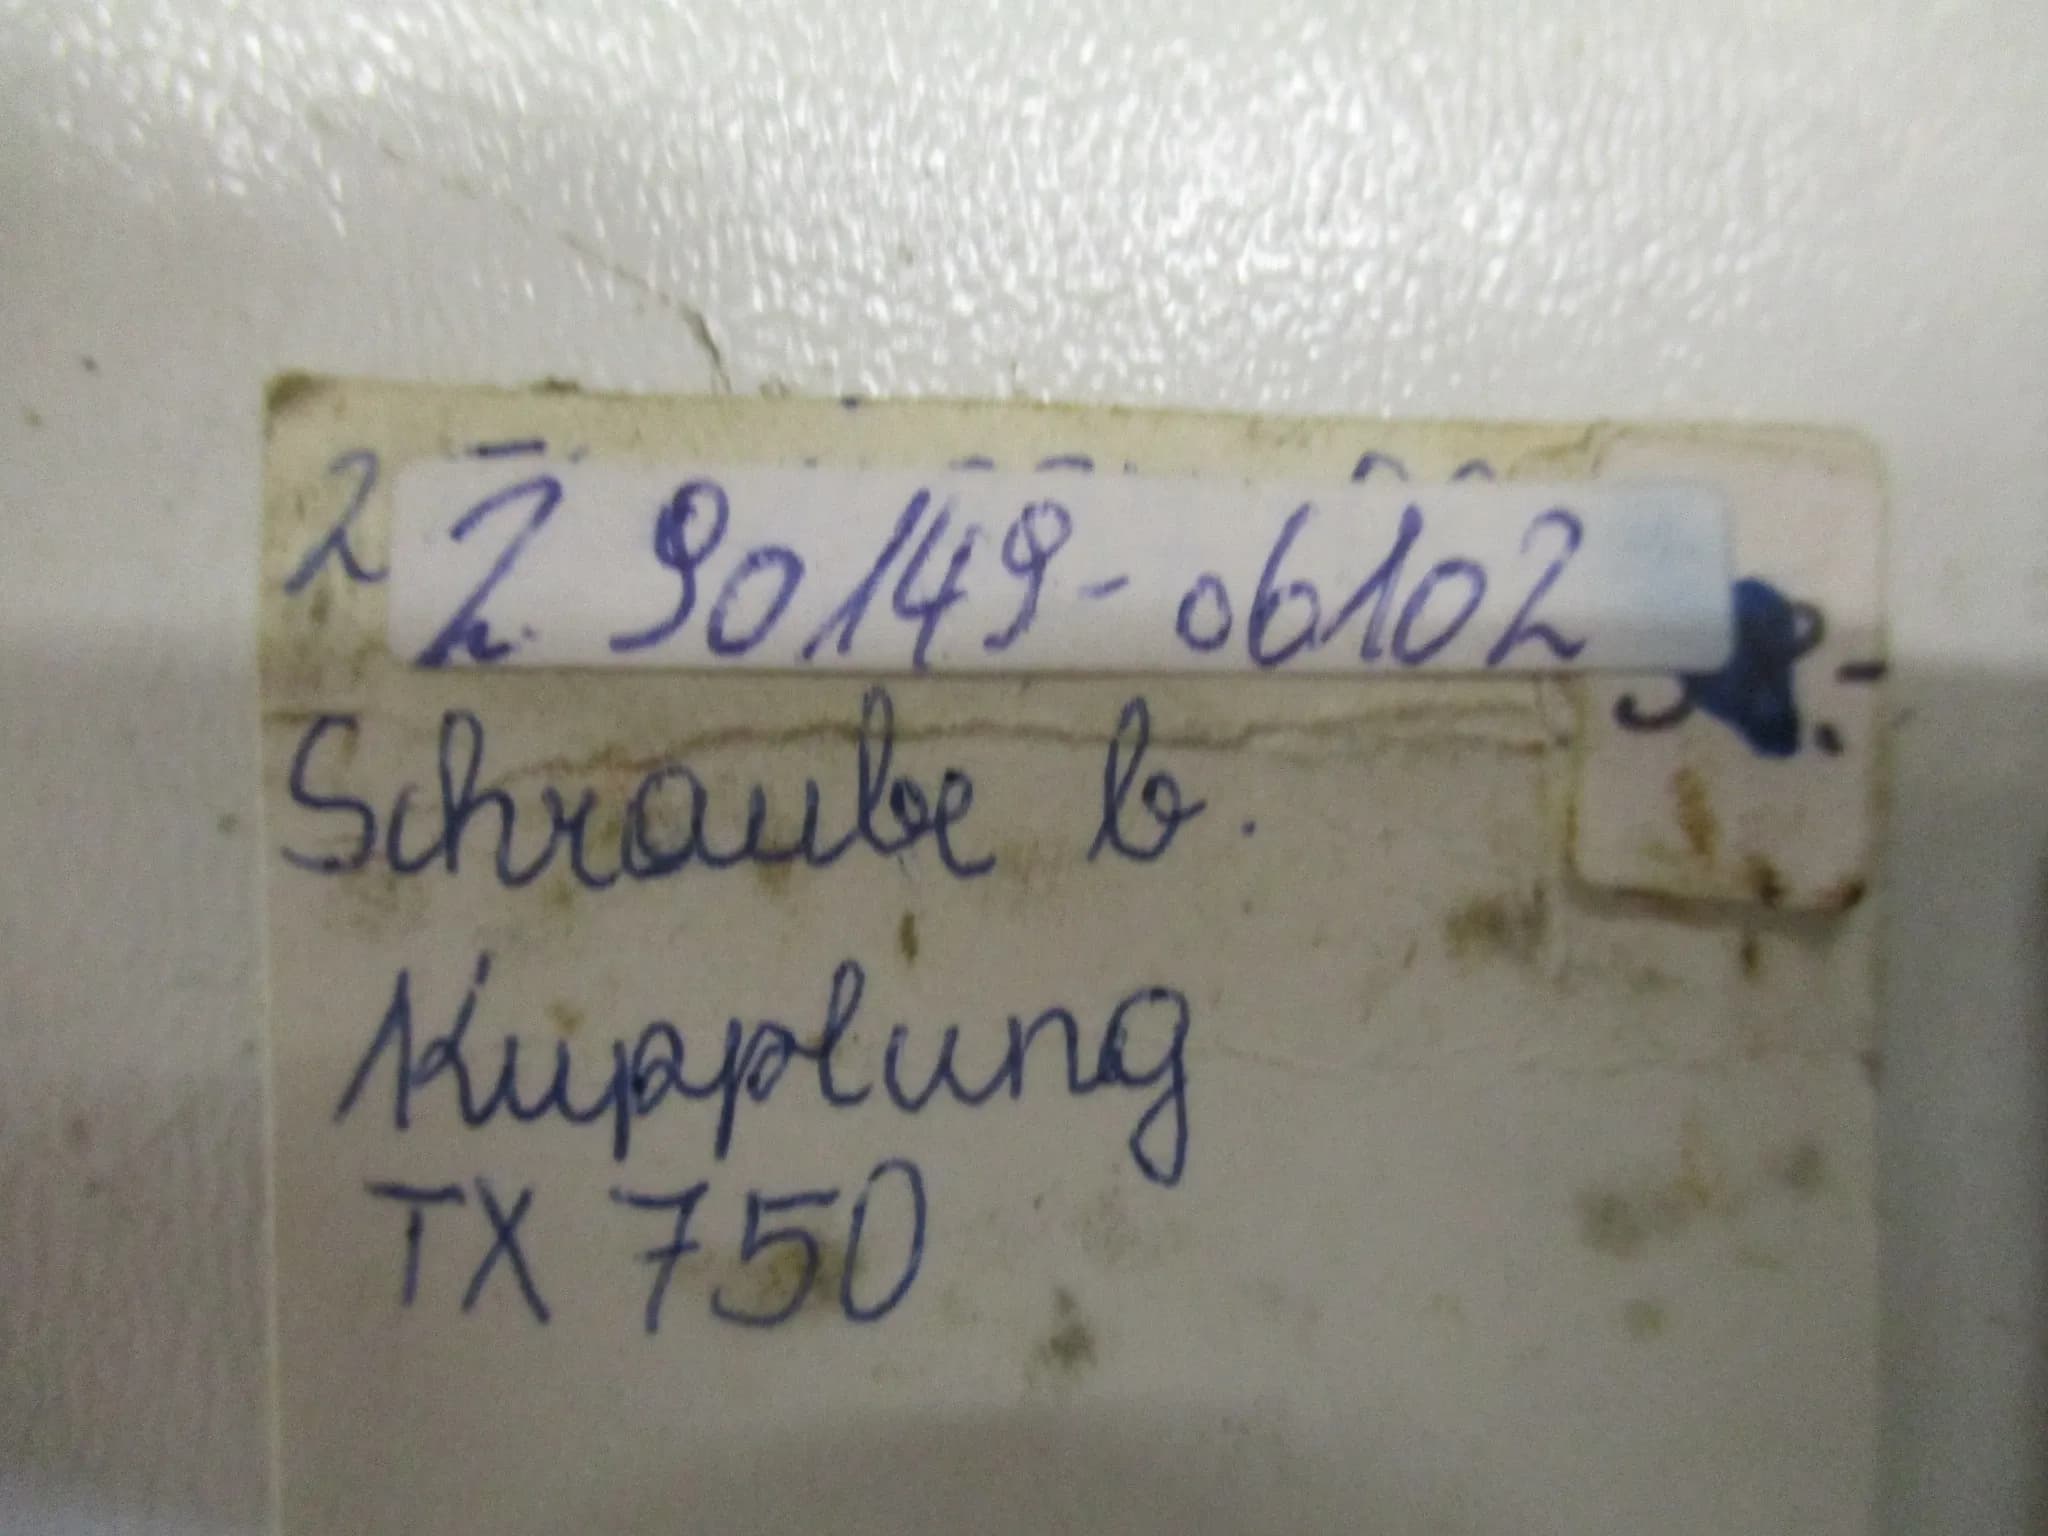 2 Z. 90149-06102
Schraube b.
Kupplung
TX 750